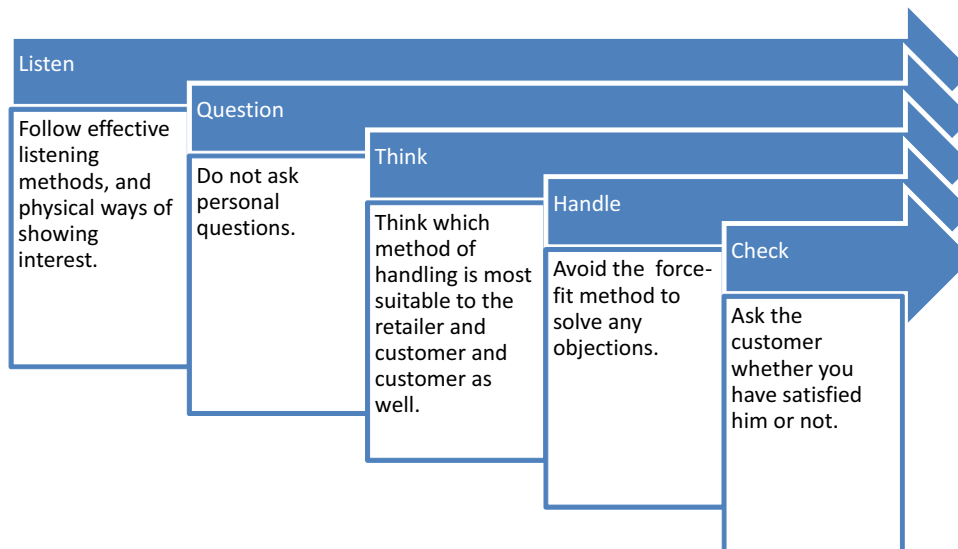 Listen
Follow effective
listening
methods, and
physical ways of
showing
interest.
Question
Do not ask
personal
questions.
Think
Think which
method of
handling is most
suitable to the
retailer and
customer and
customer as
well.
Handle
Avoid the  force-
fit method to
solve any
objections.
Check
Ask the
customer
whether you
have satisfied
him or not.